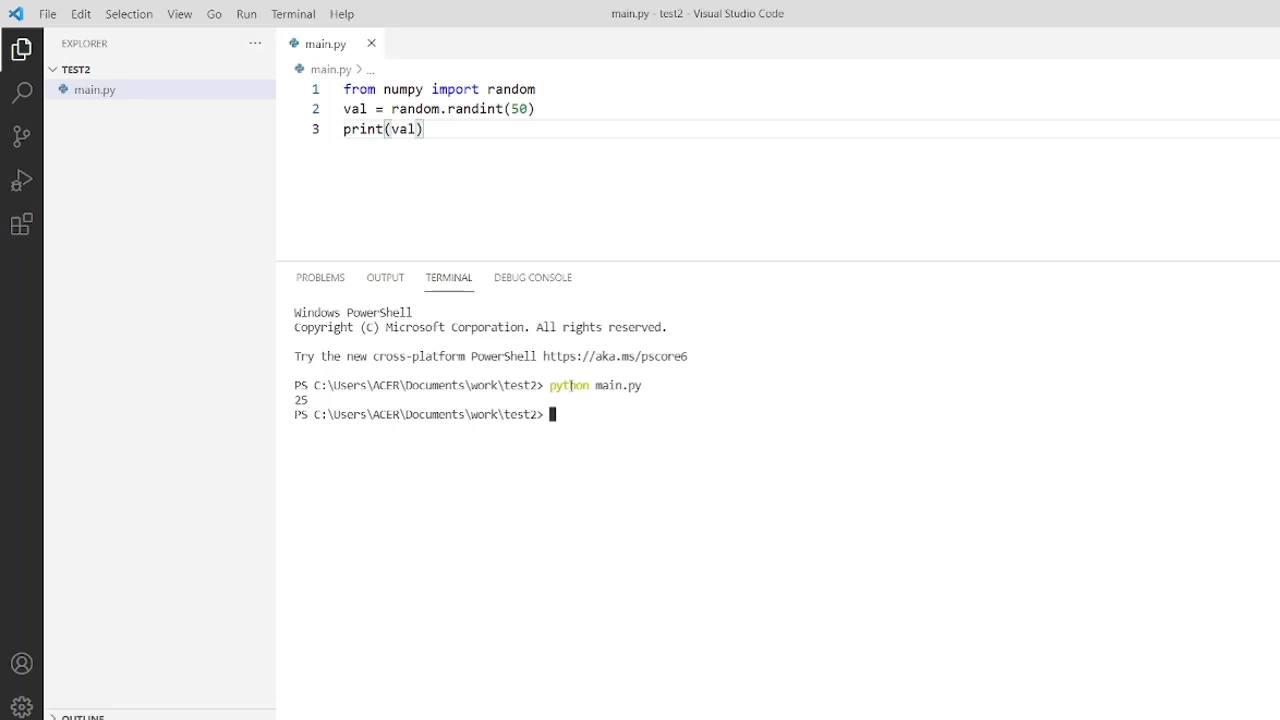 File Edit Selection View Go Run Terminal Help
main.py - test2 - Visual Studio Code
EXPLORER
TEST2
main.py
main.py
main.py > ...
1 from numpy import random
2 val = random.randint(50)
3 print(val)
PROBLEMS OUTPUT TERMINAL DEBUG CONSOLE
Windows PowerShell
Copyright (C) Microsoft Corporation. All rights reserved.
Try the new cross-platform PowerShell https://aka.ms/pscore6
PS C:\Users\ACER\Documents\work\test2> python main.py
25
PS C:\Users\ACER\Documents\work\test2>
OUTLINE